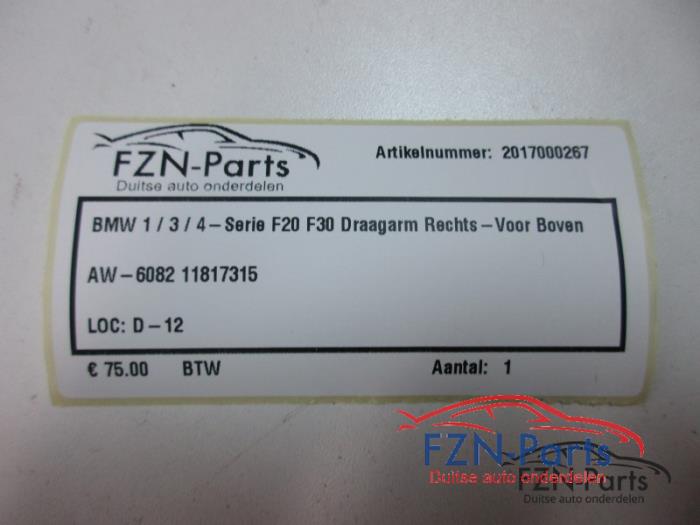 FZN-Parts
Duitse auto onderdelen
Artikelnummer: 2017000267
BMW 1 / 3 / 4-Serie F20 F30 Draagarm Rechts-Voor Boven
AW-6082 11817315
LOC: D-12
€ 75.00 BTW Aantal: 1
FZN-Parts
Duitse auto onderdelen
FZN-Parts
Duitse auto onderdelen